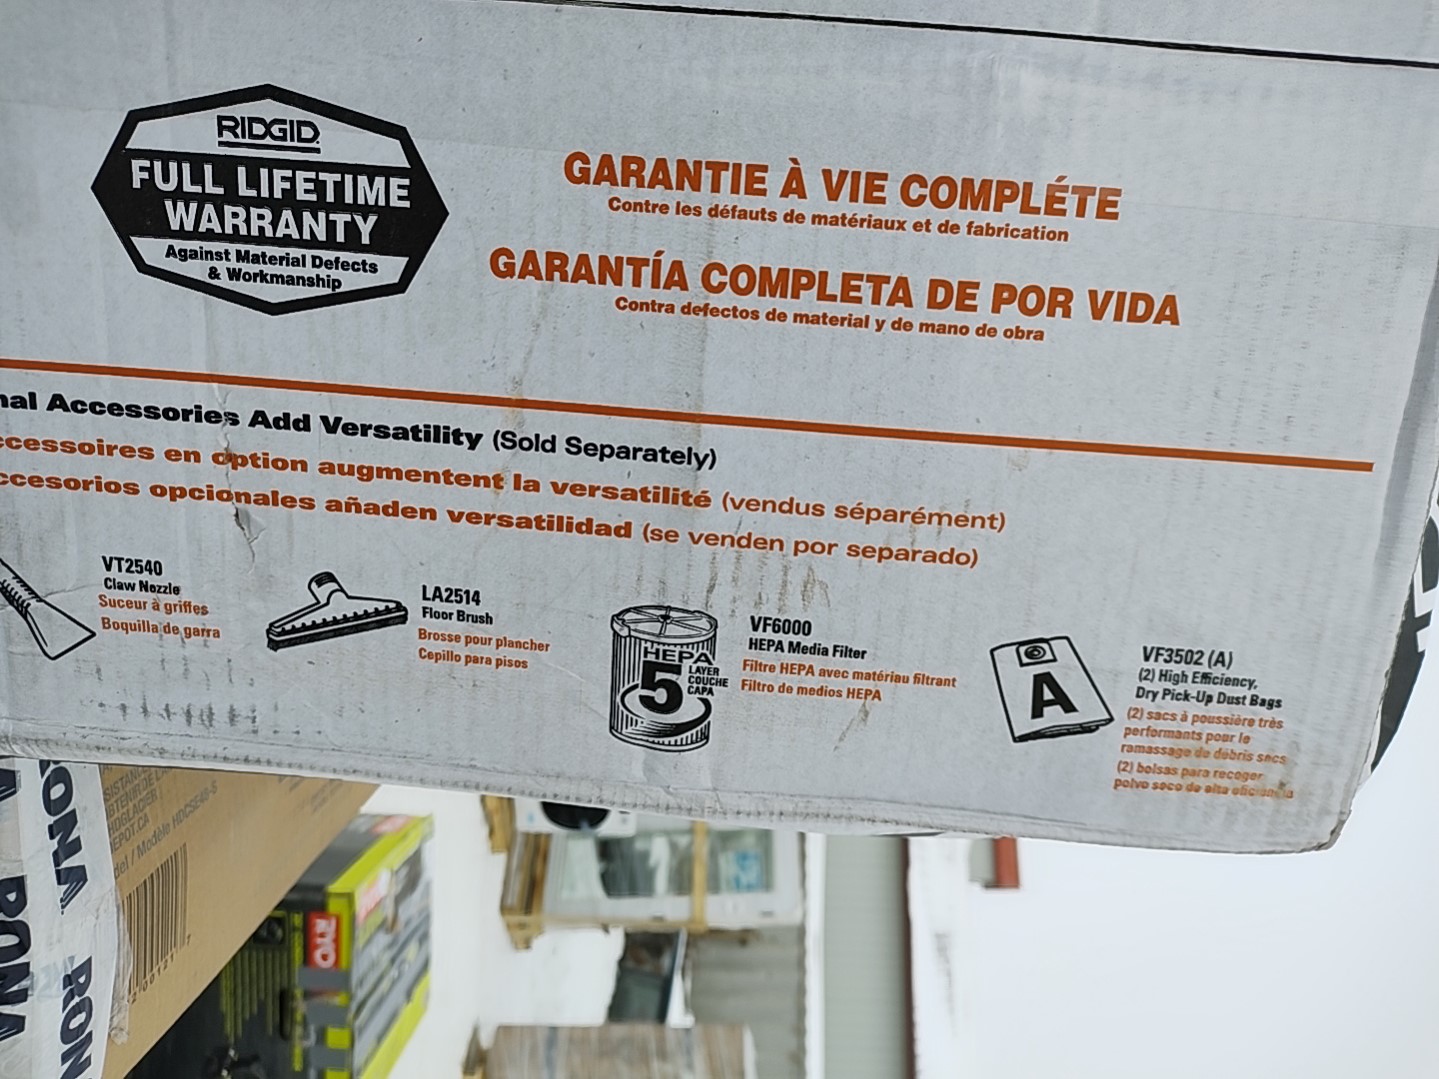 RIDGID
FULL LIFETIME
WARRANTY
Against Material Defects
& Workmanship
GARANTIE À VIE COMPLÉTE
Contre les défauts de matériaux et de fabrication
GARANTÍA COMPLETA DE POR VIDA
Contra defectos de material y de mano de obra
Accessories Add Versatility (Sold Separately)
en option augmentent la versatilité (vendus séparément)
opcionales añaden versatilidad (se venden por separado)
VT2540
Claw Nozzle
Suceur à griffes
Boquilla de garra
LA2514
Floor Brush
Brosse pour plancher
Cepillo para pisos
HEPA
5
LAYER
COUCHE
CAPA
VF6000
HEPA Media Filter
Filtre HEPA avec matériau filtrant
Filtro de medios HEPA
A
VF3502 (A)
(2) High Efficiency,
Dry Pick-Up Dust Bags
(2) sacs à poussière très
performants pour le
ramassage de débris secs
(2) bolsas para recoger
polvo seco de alta eficiencia
RONA
RONA
Modèle HDCSE48-S
RYO